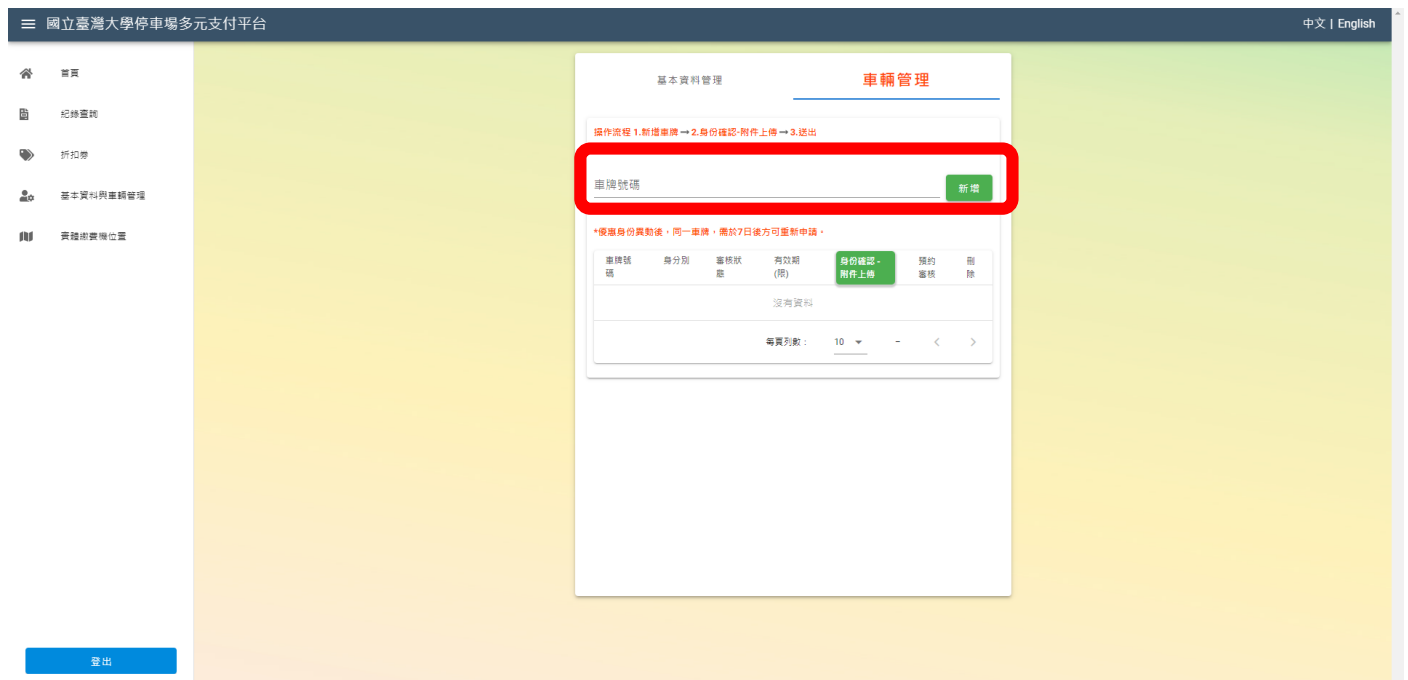 國立臺灣大學停車場多元支付平台
中文 | English
首頁
紀錄查詢
折扣券
基本資料與車輛管理
實體繳費機位置
登出
基本資料管理
車輛管理
操作流程 1.新增車牌 → 2.身份確認-附件上傳 → 3.送出
車牌號碼
新增
*優惠身份異動後，同一車牌，需於7日後方可重新申請。
車牌號碼 身分別 審核狀態 有效期(限) 身份確認-附件上傳 預約審核 刪除
沒有資料
每頁列數： 10 –